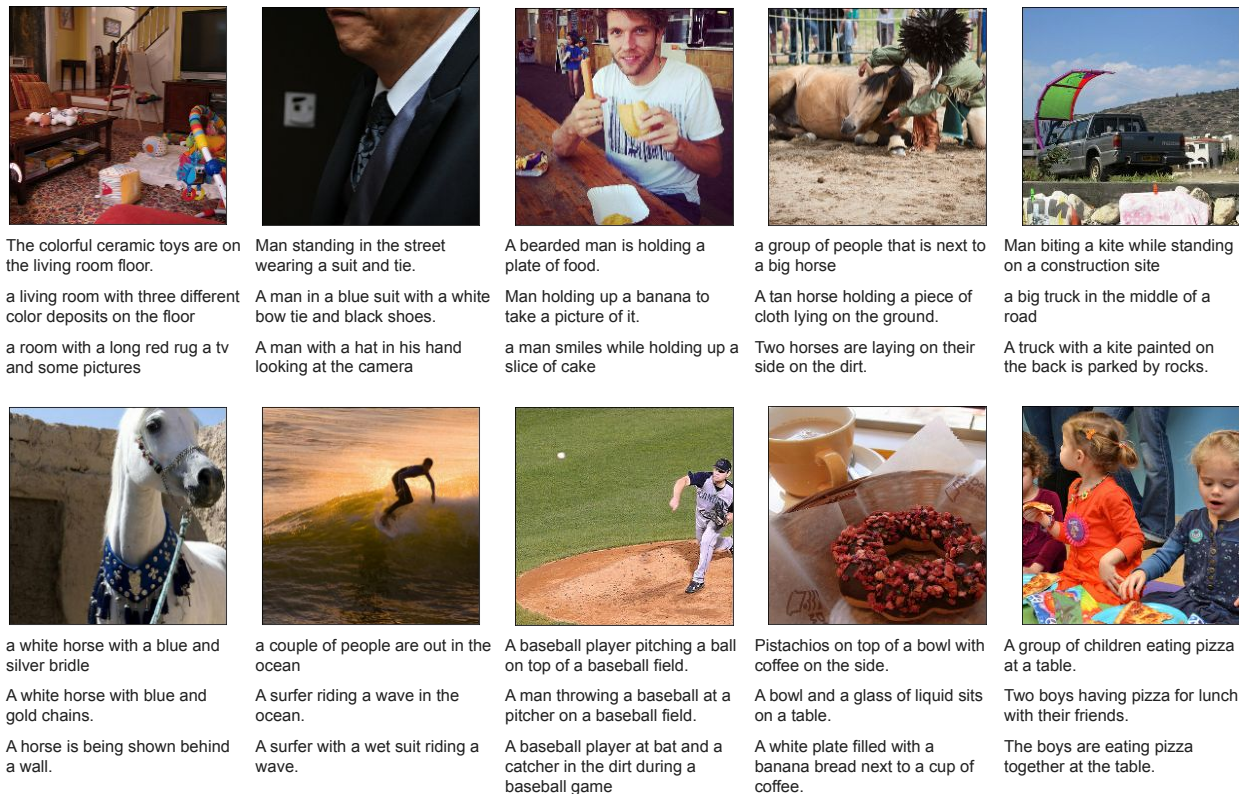 The colorful ceramic toys are on
the living room floor.
a living room with three different
color deposits on the floor
a room with a long red rug a tv
and some pictures
Man standing in the street
wearing a suit and tie.
A man in a blue suit with a white
bow tie and black shoes.
A man with a hat in his hand
looking at the camera
A bearded man is holding a
plate of food.
Man holding up a banana to
take a picture of it.
a man smiles while holding up a
slice of cake
a group of people that is next to
a big horse
A tan horse holding a piece of
cloth lying on the ground.
Two horses are laying on their
side on the dirt.
Man biting a kite while standing
on a construction site
a big truck in the middle of a
road
A truck with a kite painted on
the back is parked by rocks.
a white horse with a blue and
silver bridle
A white horse with blue and
gold chains.
A horse is being shown behind
a wall.
a couple of people are out in the
ocean
A surfer riding a wave in the
ocean.
A surfer with a wet suit riding a
wave.
A baseball player pitching a ball
on top of a baseball field.
A man throwing a baseball at a
pitcher on a baseball field.
A baseball player at bat and a
catcher in the dirt during a
baseball game
Pistachios on top of a bowl with
coffee on the side.
A bowl and a glass of liquid sits
on a table.
A white plate filled with a
banana bread next to a cup of
coffee.
A group of children eating pizza
at a table.
Two boys having pizza for lunch
with their friends.
The boys are eating pizza
together at the table.